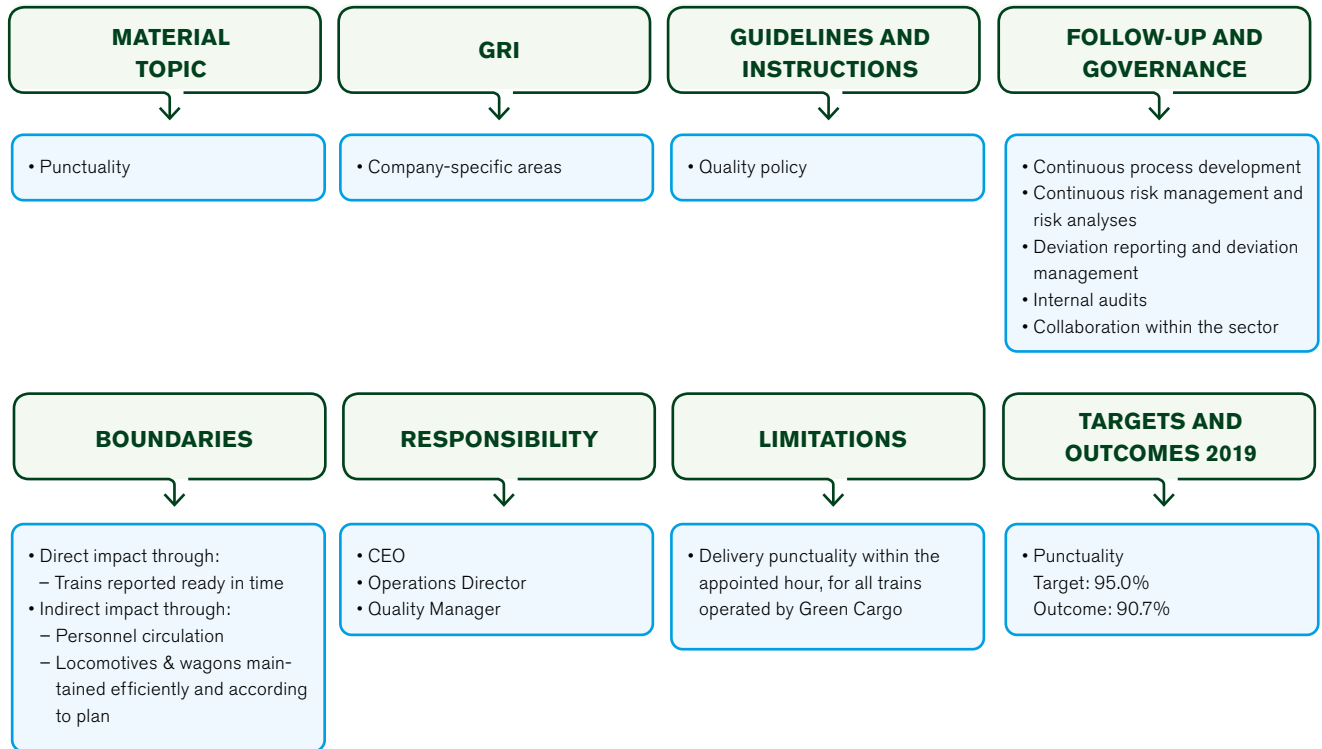 MATERIAL
TOPIC
• Punctuality
GRI
• Company-specific areas
GUIDELINES AND
INSTRUCTIONS
• Quality policy
FOLLOW-UP AND
GOVERNANCE
• Continuous process development
• Continuous risk management and
risk analyses
• Deviation reporting and deviation
management
• Internal audits
• Collaboration within the sector
BOUNDARIES
• Direct impact through:
– Trains reported ready in time
• Indirect impact through:
– Personnel circulation
– Locomotives & wagons main-
tained efficiently and according
to plan
RESPONSIBILITY
• CEO
• Operations Director
• Quality Manager
LIMITATIONS
• Delivery punctuality within the
appointed hour, for all trains
operated by Green Cargo
TARGETS AND
OUTCOMES 2019
• Punctuality
Target: 95.0%
Outcome: 90.7%